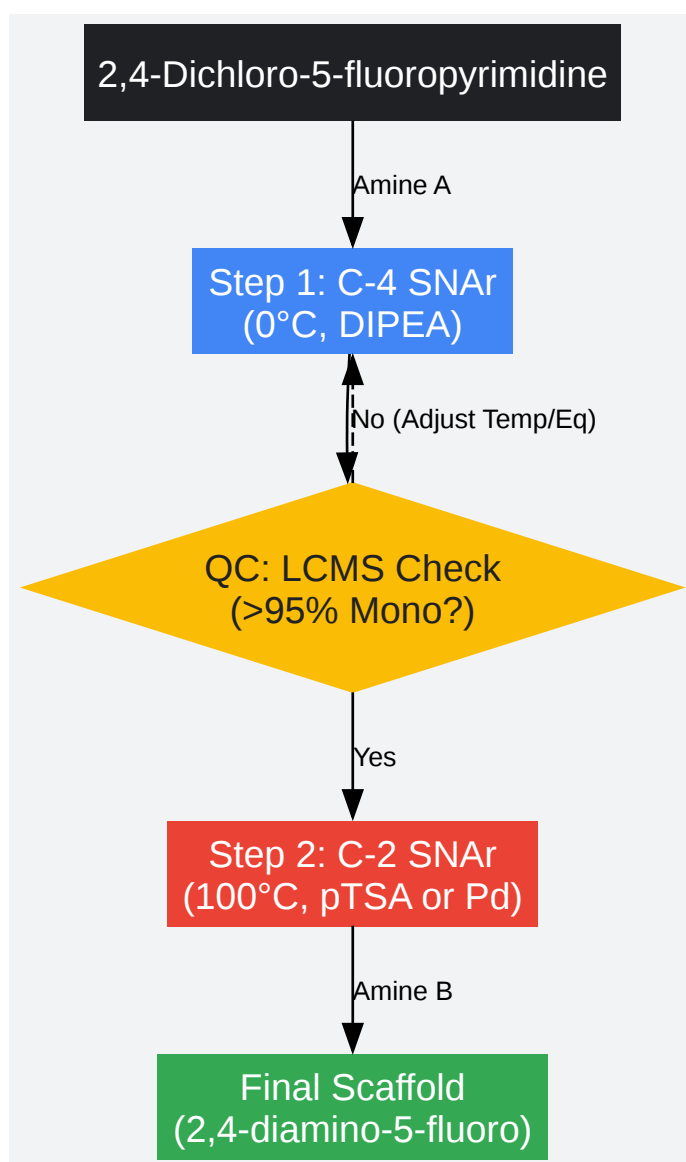 2,4-Dichloro-5-fluoropyrimidine
Amine A
Step 1: C-4 SNAr
(0°C, DIPEA)
No (Adjust Temp/Eq)
QC: LCMS Check
(>95% Mono?)
Yes
Step 2: C-2 SNAr
(100°C, pTSA or Pd)
Amine B
Final Scaffold
(2,4-diamino-5-fluoro)